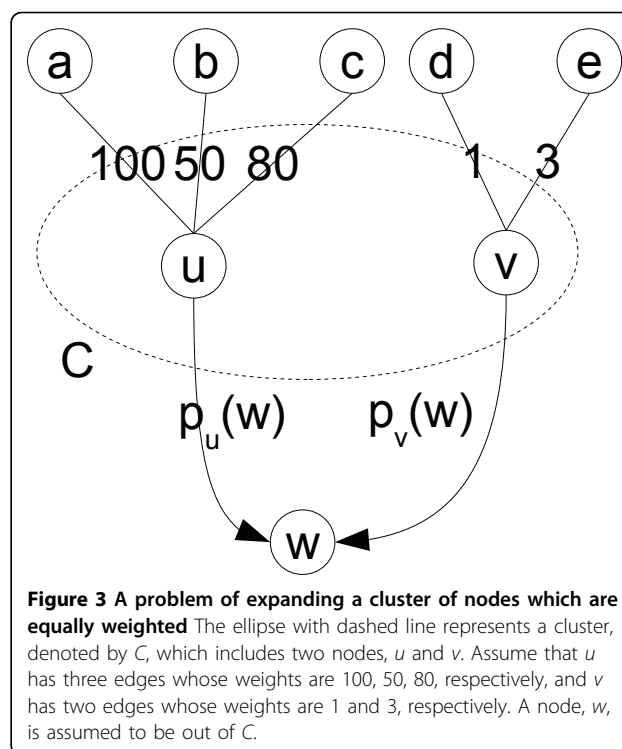 a b c d e
100 50 80 1 3
u v
C
p_u(w) p_v(w)
w
Figure 3 A problem of expanding a cluster of nodes which are
equally weighted The ellipse with dashed line represents a cluster,
denoted by C, which includes two nodes, u and v. Assume that u
has three edges whose weights are 100, 50, 80, respectively, and v
has two edges whose weights are 1 and 3, respectively. A node, w,
is assumed to be out of C.